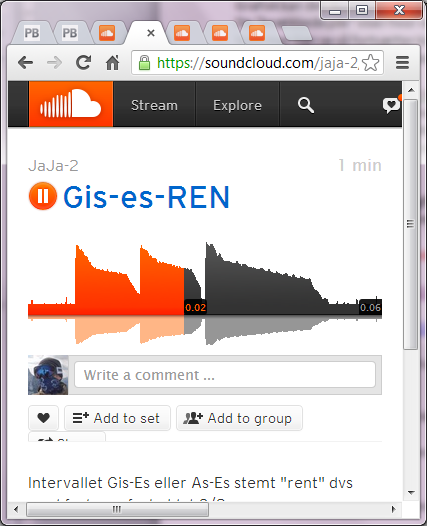 PB
PB
https://soundcloud.com/jaja-2
Stream
Explore
JaJa-2
1 min
Gis-es-REN
0.02
0.06
Write a comment ...
Add to set
Add to group
Intervallet Gis-Es eller As-Es stemt "rent" dvs